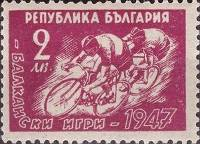 РЕПУБЛИКА БЪЛГАРИЯ
2
ЛВ.
-БАЛКАНСКИ ИГРИ-1947